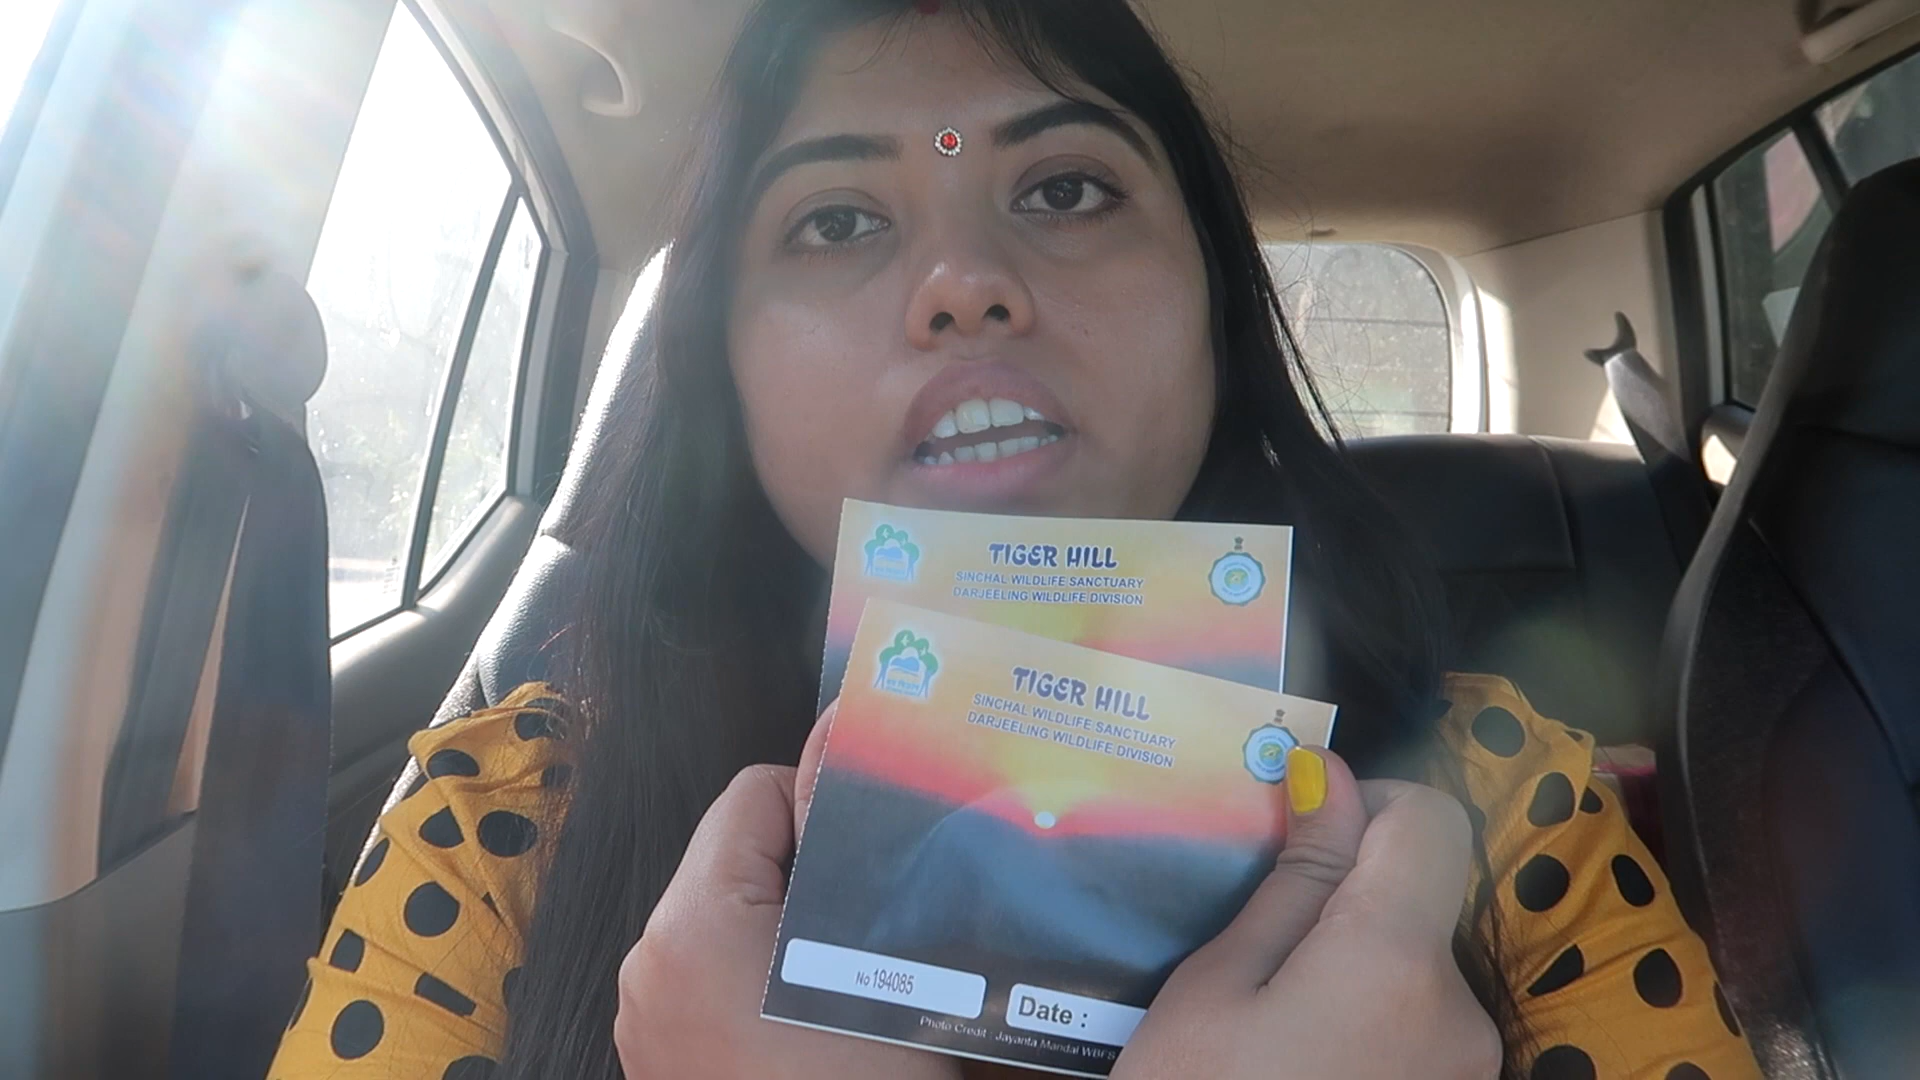 TIGER HILL
SINCHAL WILDLIFE SANCTUARY
DARJEELING WILDLIFE DIVISION
TIGER HILL
SINCHAL WILDLIFE SANCTUARY
DARJEELING WILDLIFE DIVISION
No 194085
Date :
Photo Credit : Jayanta Mandal WBFS